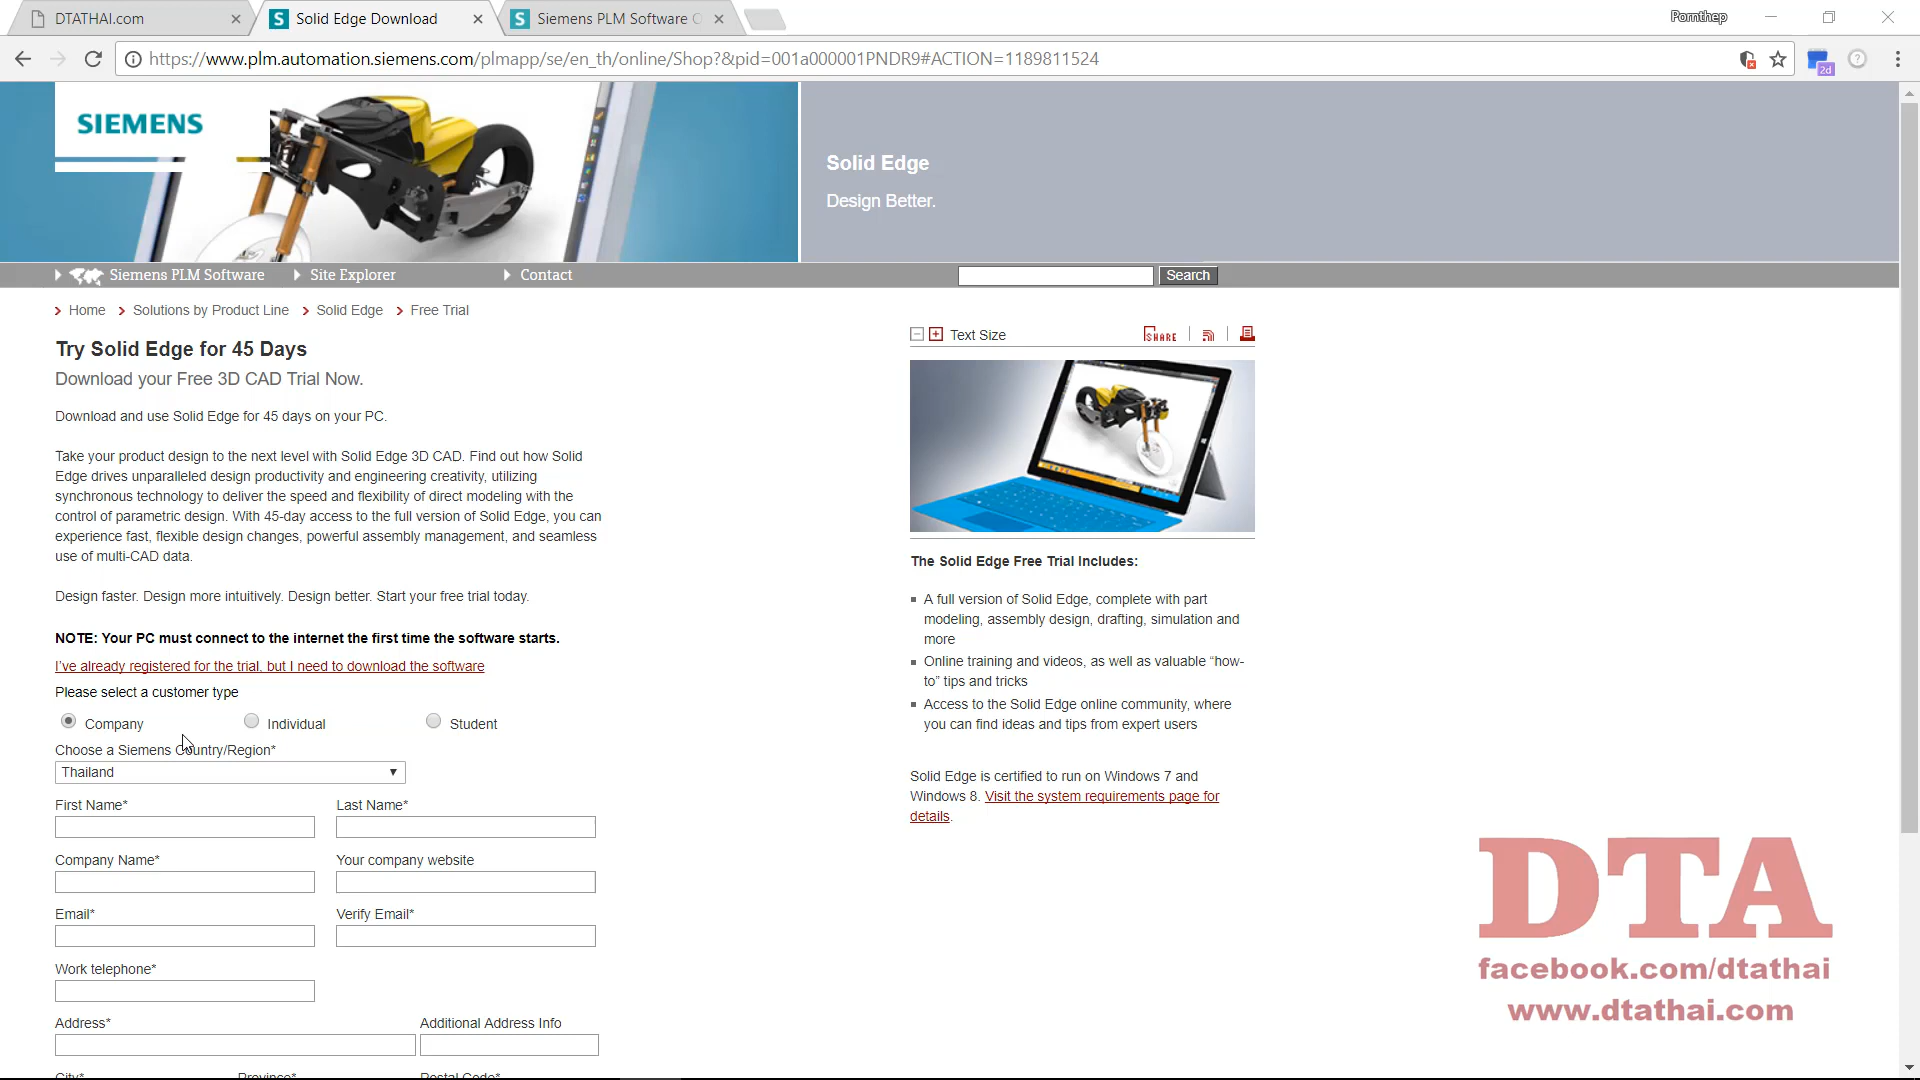 DTATHAI.com
Solid Edge Download
Siemens PLM Software
Pornthep
https://www.plm.automation.siemens.com/plmapp/se/en_th/online/Shop?&pid=001a000001PNDR9#ACTION=1189811524
2d
SIEMENS
Solid Edge
Design Better.
Siemens PLM Software
Site Explorer
Contact
Search
Home
Solutions by Product Line
Solid Edge
Free Trial
Text Size
SHARE
Try Solid Edge for 45 Days
Download your Free 3D CAD Trial Now.
Download and use Solid Edge for 45 days on your PC.
Take your product design to the next level with Solid Edge 3D CAD. Find out how Solid
Edge drives unparalleled design productivity and engineering creativity, utilizing
synchronous technology to deliver the speed and flexibility of direct modeling with the
control of parametric design. With 45-day access to the full version of Solid Edge, you can
experience fast, flexible design changes, powerful assembly management, and seamless
use of multi-CAD data.
Design faster. Design more intuitively. Design better. Start your free trial today.
NOTE: Your PC must connect to the internet the first time the software starts.
I've already registered for the trial, but I need to download the software
Please select a customer type
Company
Individual
Student
Choose a Siemens Country/Region*
Thailand
First Name*
Last Name*
Company Name*
Your company website
Email*
Verify Email*
Work telephone*
Address*
Additional Address Info
City*
Province*
Postal Code*
The Solid Edge Free Trial Includes:
A full version of Solid Edge, complete with part
modeling, assembly design, drafting, simulation and
more
Online training and videos, as well as valuable “how-
to” tips and tricks
Access to the Solid Edge online community, where
you can find ideas and tips from expert users
Solid Edge is certified to run on Windows 7 and
Windows 8. Visit the system requirements page for
details.
DTA
facebook.com/dtathai
www.dtathai.com